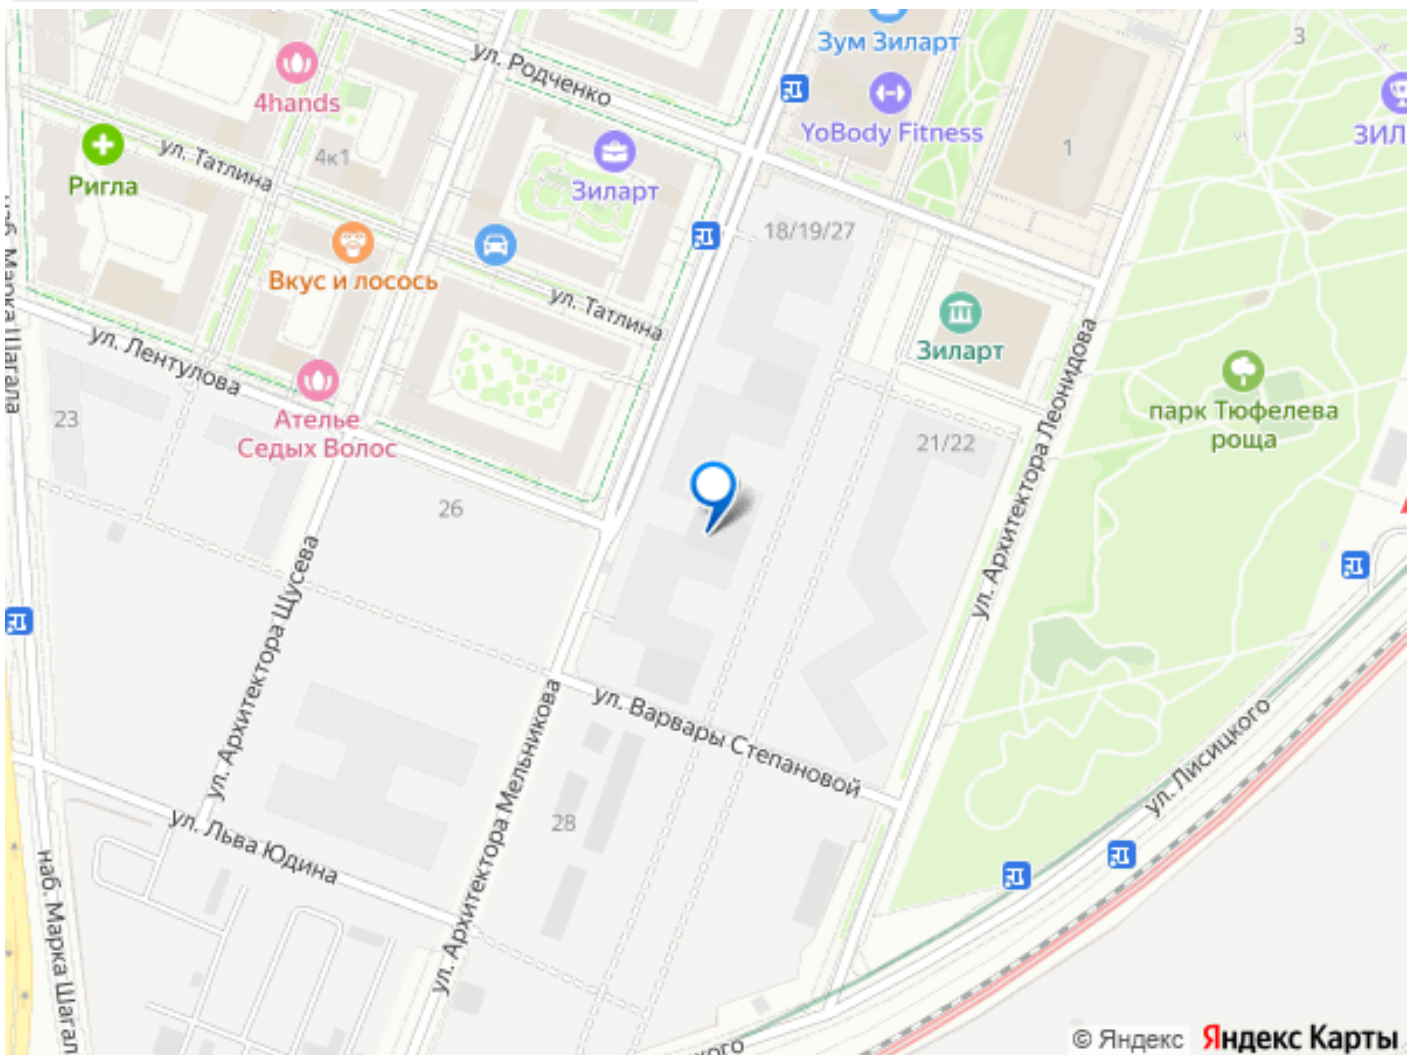 Зум Зиларт
3
ул. Родченко
4hands
YoBody Fitness
ЗИЛ
1
4к1
ул. Татлина
Ригла
Зиларт
18/19/27
Вкус и лосось
ул. Татлина
Зиларт
ул. Лентулова
наб. Марка Шагала
ул. Архитектора Леонидова
парк Тюфелева
роща
23
Ателье
Седых Волос
21/22
26
ул. Архитектора Щусева
ул. Варвары Степановой
ул. Архитектора Мельникова
ул. Лисицкого
28
ул. Льва Юдина
наб. Марка Шагал
кого
© Яндекс Яндекс Карты